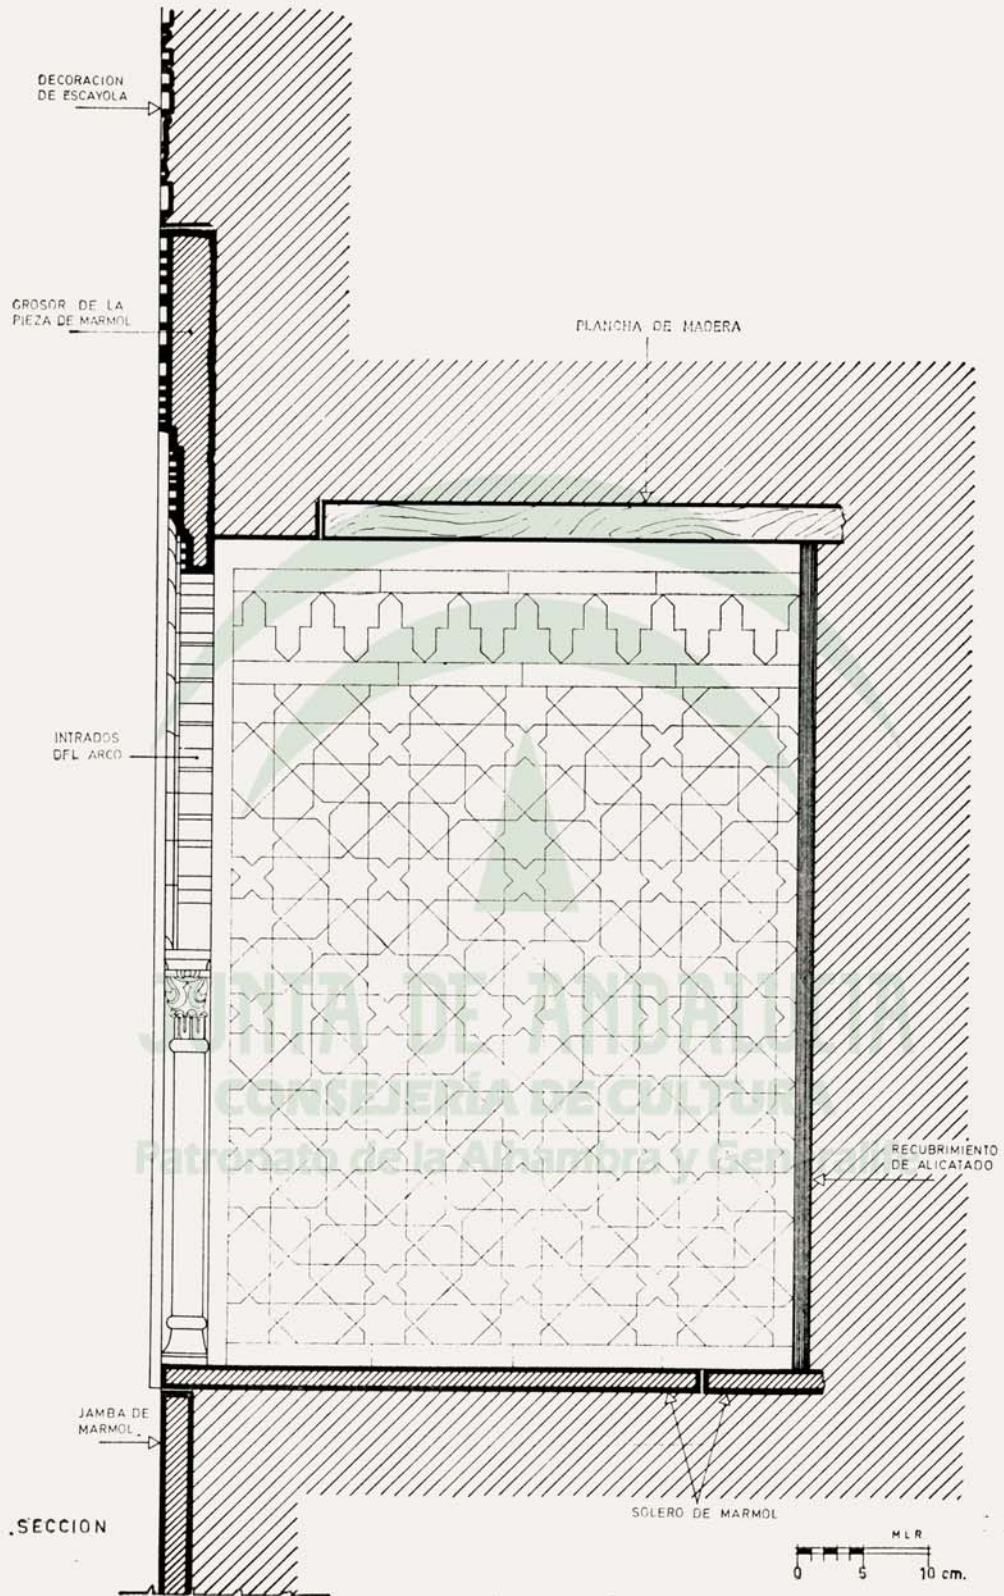 DECORACION
DE ESCAYOLA
GROSOR DE LA
PIEZA DE MARMOL
PLANCHA DE MADERA
INTRADOS
DEL ARCO
JUNTA DE ANDALUCIA
CONSEJERÍA DE CULTURA
Patronato de la Alhambra y Generalife
RECUBRIMIENTO
DE ALICATADO
JAMBA DE
MARMOL
SOLERO DE MARMOL
.SECCION
M L R
0 5 10 cm.